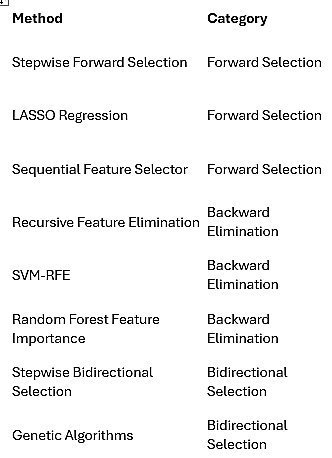 Method Category
Stepwise Forward Selection Forward Selection
LASSO Regression Forward Selection
Sequential Feature Selector Forward Selection
Recursive Feature Elimination Backward
Elimination
SVM-RFE Backward
Elimination
Random Forest Feature Backward
Importance Elimination
Stepwise Bidirectional Bidirectional
Selection Selection
Genetic Algorithms Bidirectional
Selection